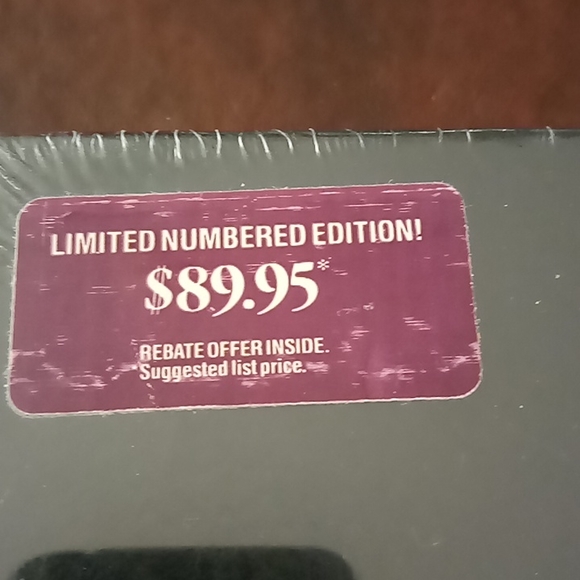 LIMITED NUMBERED EDITION!
$89.95*
REBATE OFFER INSIDE.
Suggested list price.